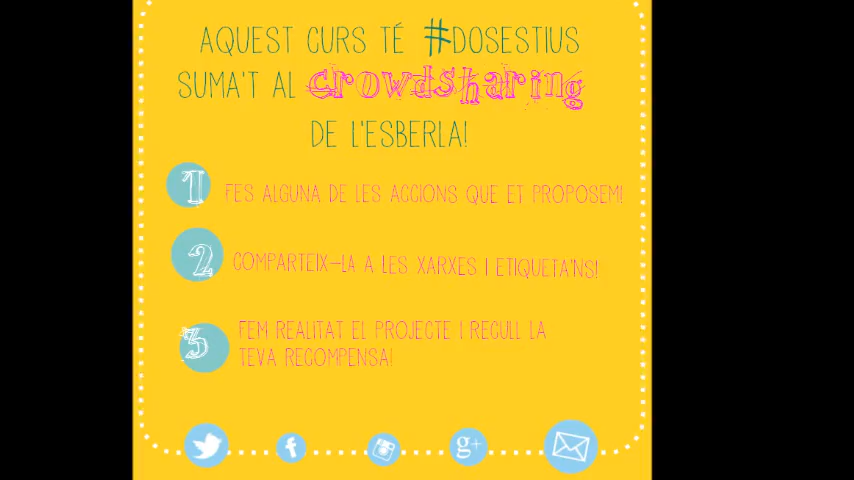 AQUEST CURS TÉ #DOSESTIUS
SUMA'T AL crowdsharing
DE L'ESBERLA!
1 FES ALGUNA DE LES ACCIONS QUE ET PROPOSEM!
2 COMPARTEIX-LA A LES XARXES I ETIQUETA'NS!
3 FEM REALITAT EL PROJECTE I RECULL LA
TEVA RECOMPENSA!
f g+